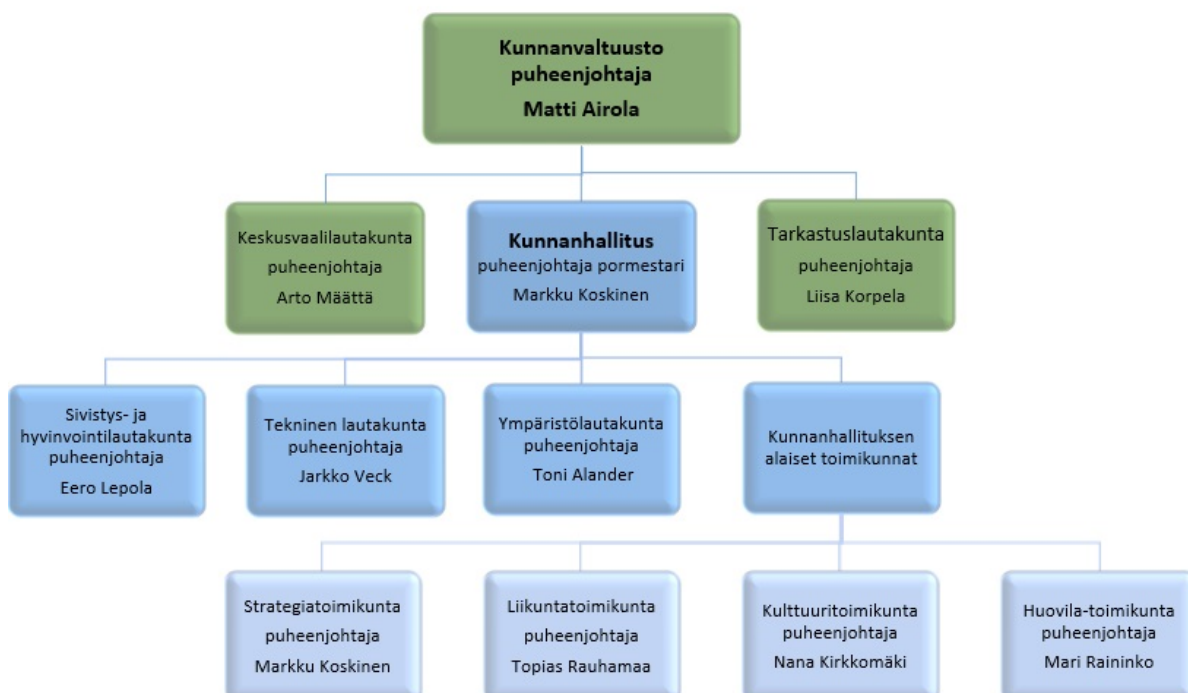 Kunnanvaltuusto
puheenjohtaja
Matti Airola
Keskusvaalilautakunta
puheenjohtaja
Arto Määttä
Kunnanhallitus
puheenjohtaja pormestari
Markku Koskinen
Tarkastuslautakunta
puheenjohtaja
Liisa Korpela
Sivistys- ja
hyvinvointilautakunta
puheenjohtaja
Eero Lepola
Tekninen lautakunta
puheenjohtaja
Jarkko Veck
Ympäristölautakunta
puheenjohtaja
Toni Alander
Kunnanhallituksen
alaiset toimikunnat
Strategiatoimikunta
puheenjohtaja
Markku Koskinen
Liikuntatoimikunta
puheenjohtaja
Topias Rauhamaa
Kulttuuritoimikunta
puheenjohtaja
Nana Kirkkomäki
Huovila-toimikunta
puheenjohtaja
Mari Raininko